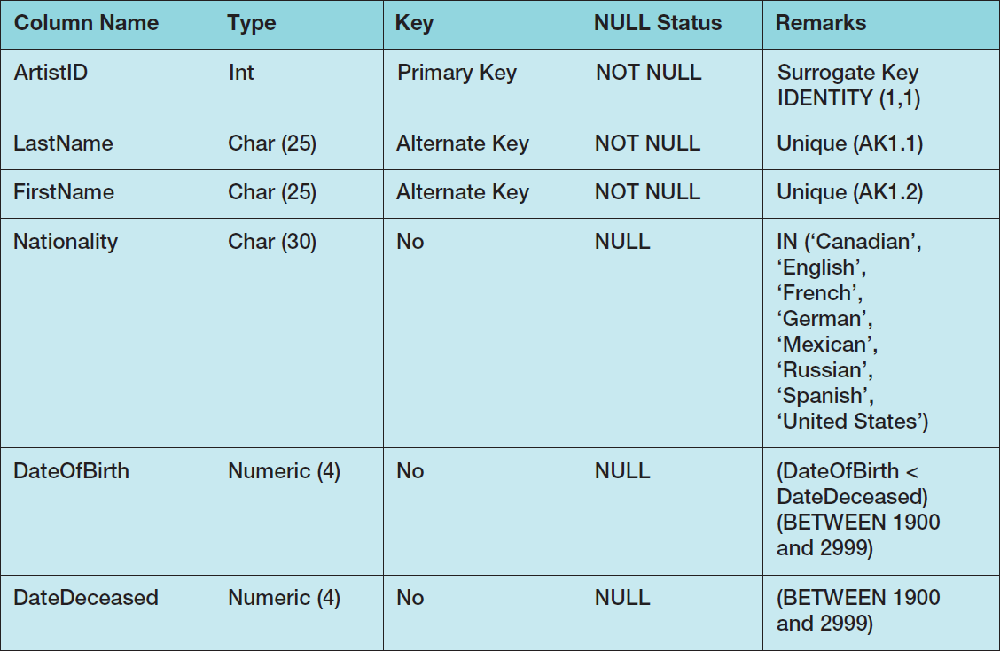 Column Name Type Key NULL Status Remarks
ArtistID Int Primary Key NOT NULL Surrogate Key
IDENTITY (1,1)
LastName Char (25) Alternate Key NOT NULL Unique (AK1.1)
FirstName Char (25) Alternate Key NOT NULL Unique (AK1.2)
Nationality Char (30) No NULL IN (‘Canadian’,
‘English’,
‘French’,
‘German’,
‘Mexican’,
‘Russian’,
‘Spanish’,
‘United States’)
DateOfBirth Numeric (4) No NULL (DateOfBirth <
DateDeceased)
(BETWEEN 1900
and 2999)
DateDeceased Numeric (4) No NULL (BETWEEN 1900
and 2999)